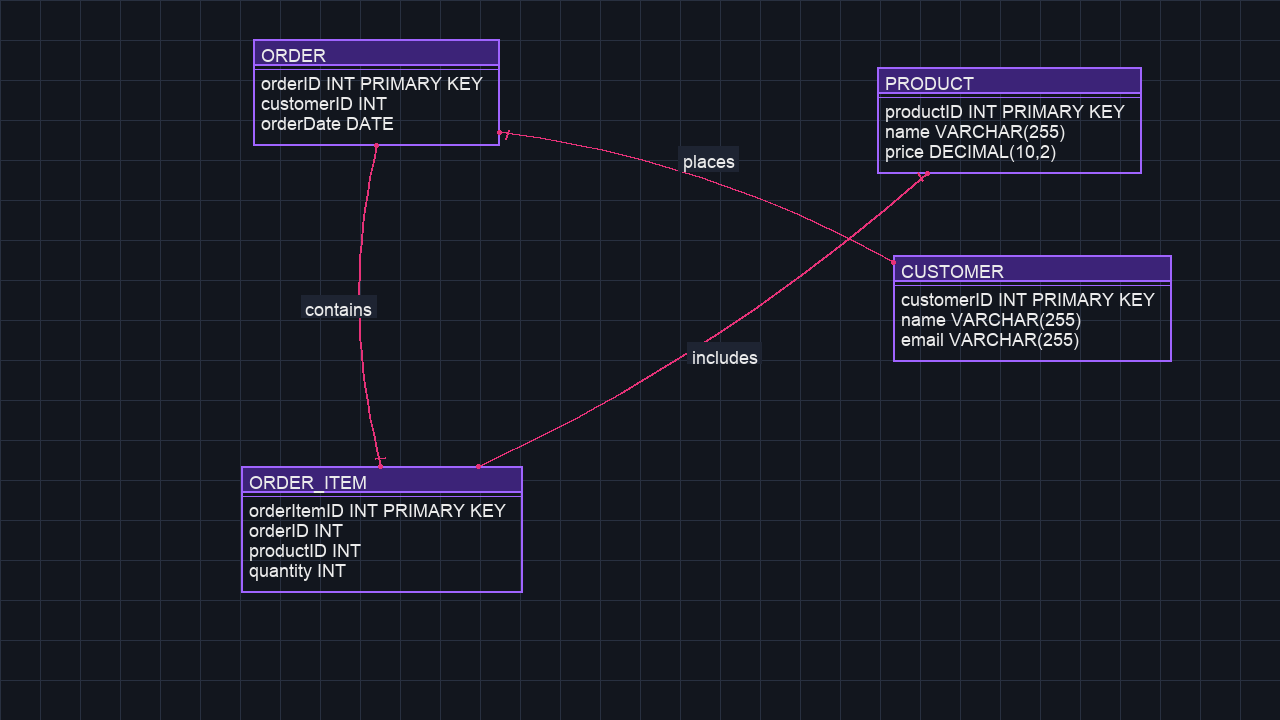 ORDER
orderID INT PRIMARY KEY
customerID INT
orderDate DATE
PRODUCT
productID INT PRIMARY KEY
name VARCHAR(255)
price DECIMAL(10,2)
places
CUSTOMER
customerID INT PRIMARY KEY
name VARCHAR(255)
email VARCHAR(255)
contains
includes
ORDER_ITEM
orderItemID INT PRIMARY KEY
orderID INT
productID INT
quantity INT